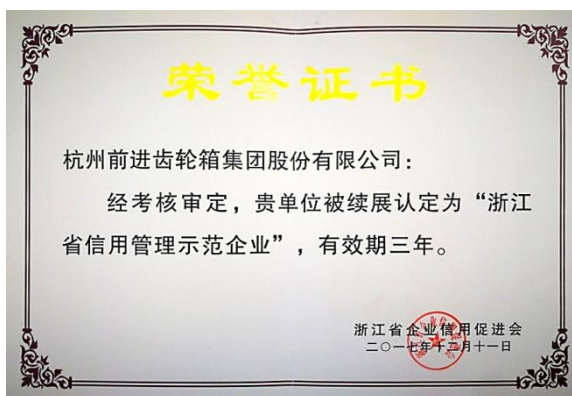 荣誉证书
杭州前进齿轮箱集团股份有限公司：
经考核审定，贵单位被续展认定为“浙江
省信用管理示范企业”，有效期三年。
浙江省企业信用促进会
二〇一七年十二月十一日